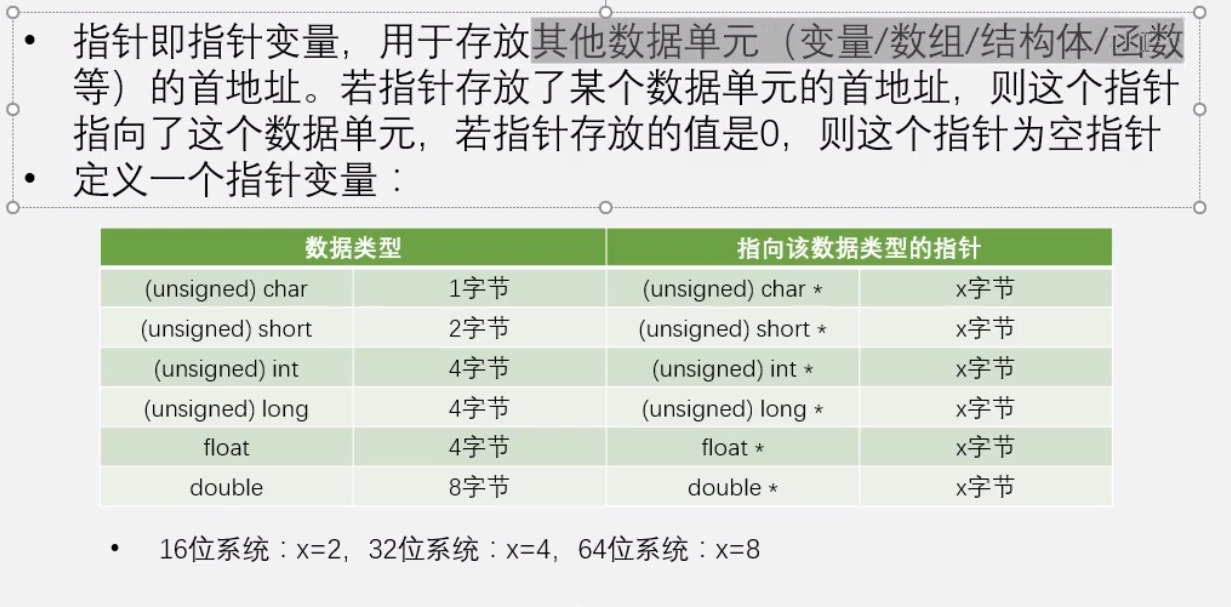 • 指针即指针变量，用于存放其他数据单元（变量/数组/结构体/函数
等）的首地址。若指针存放了某个数据单元的首地址，则这个指针
指向了这个数据单元，若指针存放的值是0，则这个指针为空指针
• 定义一个指针变量：
数据类型 指向该数据类型的指针
(unsigned) char 1字节 (unsigned) char * x字节
(unsigned) short 2字节 (unsigned) short * x字节
(unsigned) int 4字节 (unsigned) int * x字节
(unsigned) long 4字节 (unsigned) long * x字节
float 4字节 float * x字节
double 8字节 double * x字节
• 16位系统：x=2，32位系统：x=4，64位系统：x=8